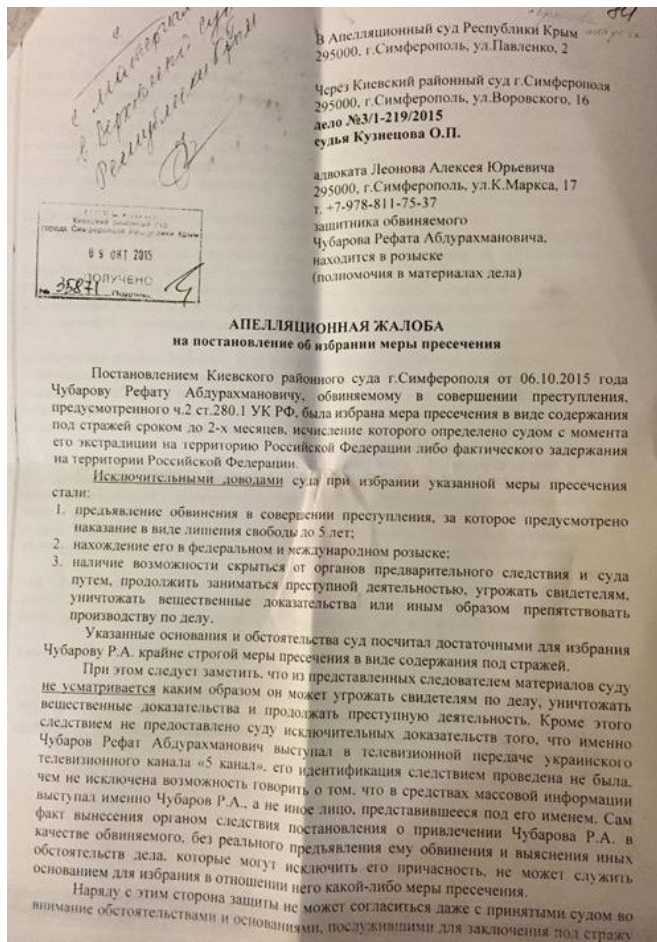 84
с материалами
в Верховный суд
Республики Крым
В Апелляционный суд Республики Крым
295000, г.Симферополь, ул.Павленко, 2
Через Киевский районный суд г.Симферополя
295000, г.Симферополь, ул.Воровского, 16
дело №3/1-219/2015
судья Кузнецова О.П.
адвоката Леонова Алексея Юрьевича
295000, г.Симферополь, ул.К.Маркса, 17
т. +7-978-811-75-37
защитника обвиняемого
Чубарова Рефата Абдурахмановича,
находится в розыске
(полномочия в материалах дела)
Киевский районный суд
города Симферополя Республики Крым
09 ОКТ 2015
ПОЛУЧЕНО
№ 35871 Подпись
АПЕЛЛЯЦИОННАЯ ЖАЛОБА
на постановление об избрании меры пресечения
Постановлением Киевского районного суда г.Симферополя от 06.10.2015 года
Чубарову Рефату Абдурахмановичу, обвиняемому в совершении преступления,
предусмотренного ч.2 ст.280.1 УК РФ, была избрана мера пресечения в виде содержания
под стражей сроком до 2-х месяцев, исчисление которого определено судом с момента
его экстрадиции на территорию Российской Федерации либо фактического задержания
на территории Российской Федерации.
Исключительными доводами суда при избрании указанной меры пресечения
стали:
1. предъявление обвинения в совершении преступления, за которое предусмотрено
наказание в виде лишения свободы до 5 лет;
2. нахождение его в федеральном и международном розыске;
3. наличие возможности скрыться от органов предварительного следствия и суда
путем, продолжить заниматься преступной деятельностью, угрожать свидетелям,
уничтожать вещественные доказательства или иным образом препятствовать
производству по делу.
Указанные основания и обстоятельства суд посчитал достаточными для избрания
Чубарову Р.А. крайне строгой меры пресечения в виде содержания под стражей.
При этом следует заметить, что из представленных следователем материалов суду
не усматривается каким образом он может угрожать свидетелям по делу, уничтожать
вещественные доказательства и продолжать преступную деятельность. Кроме этого
следствием не предоставлено суду исключительных доказательств того, что именно
Чубаров Рефат Абдурахманович выступал в телевизионной передаче украинского
телевизионного канала «5 канал», его идентификация следствием проведена не была,
чем не исключена возможность говорить о том, что в средствах массовой информации
выступал именно Чубаров Р.А., а не иное лицо, представившееся под его именем. Сам
факт вынесения органом следствия постановления о привлечении Чубарова Р.А. в
качестве обвиняемого, без реального предъявления ему обвинения и выяснения иных
обстоятельств дела, которые могут исключить его причасность, не может служить
основанием для избрания в отношении него какой-либо меры пресечения.
Наряду с этим сторона защиты не может согласиться даже с принятыми судом во
внимание обстоятельствами и основаниями, послужившими для заключения под стражу